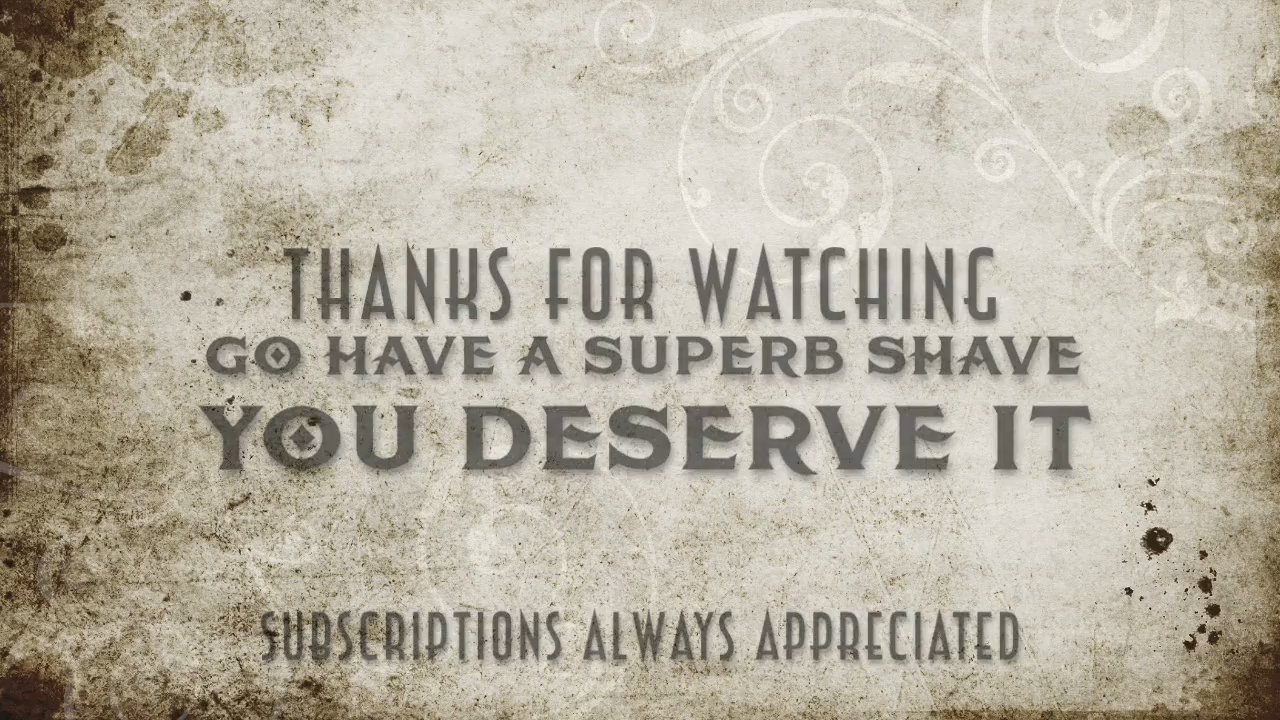 THANKS FOR WATCHING
GO HAVE A SUPERB SHAVE
YOU DESERVE IT
SUBSCRIPTIONS ALWAYS APPRECIATED